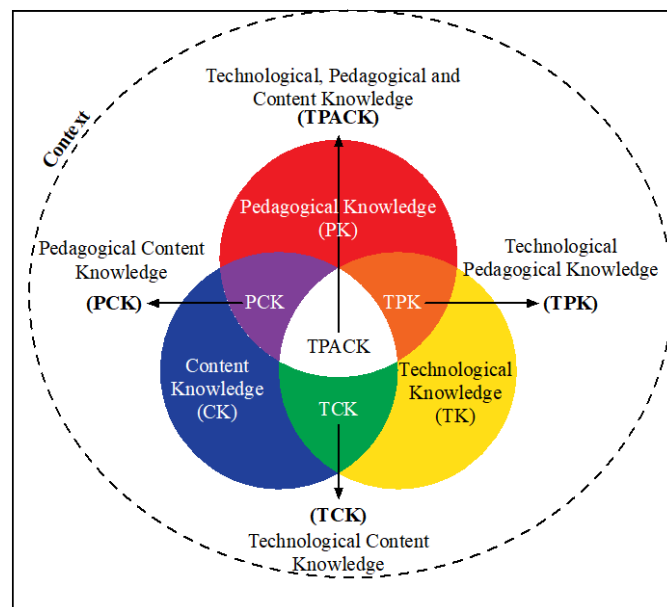 Technological, Pedagogical and
Content Knowledge
(TPACK)
Context
Pedagogical Knowledge
(PK)
Pedagogical Content
Knowledge
(PCK)
Technological
Pedagogical Knowledge
(TPK)
PCK
TPK
TPACK
Content
Knowledge
(CK)
Technological
Knowledge
(TK)
TCK
(TCK)
Technological Content
Knowledge